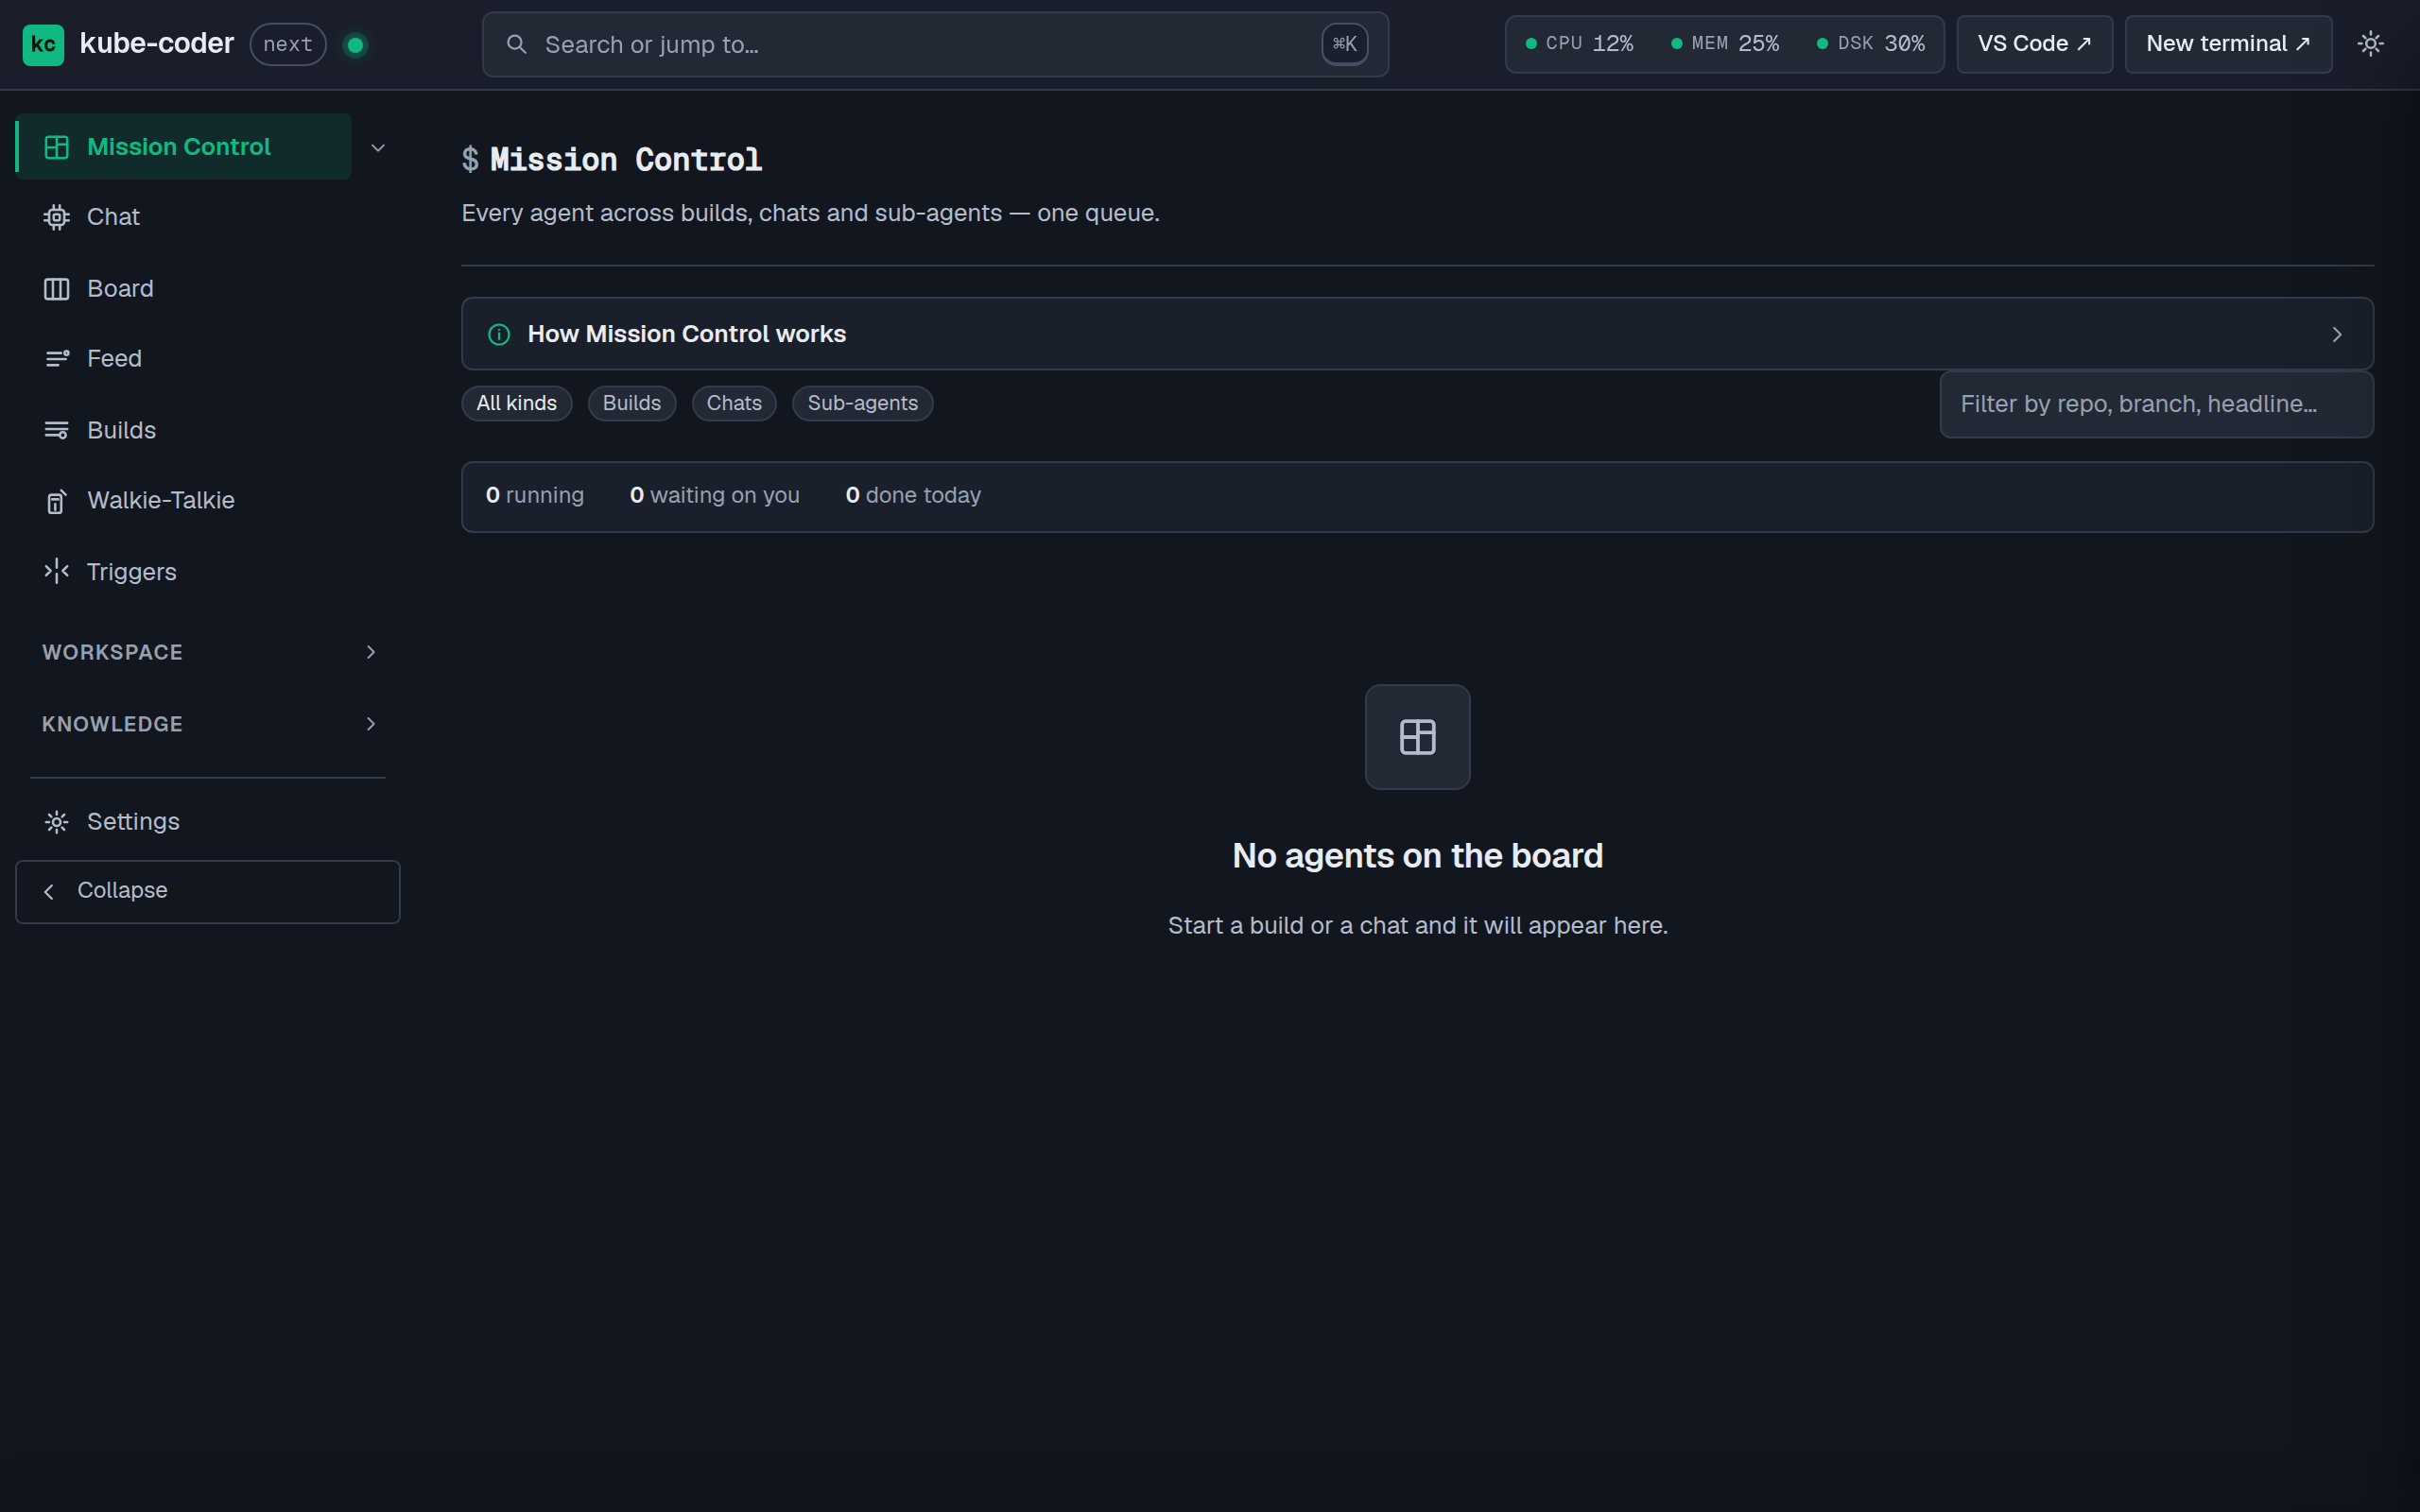 kc kube-coder next
Search or jump to… ⌘K
CPU 12% MEM 25% DSK 30%
VS Code ↗
New terminal ↗
Mission Control
Chat
Board
Feed
Builds
Walkie-Talkie
Triggers
WORKSPACE
KNOWLEDGE
Settings
Collapse
$ Mission Control
Every agent across builds, chats and sub-agents — one queue.
How Mission Control works
All kinds Builds Chats Sub-agents
Filter by repo, branch, headline…
0 running 0 waiting on you 0 done today
No agents on the board
Start a build or a chat and it will appear here.